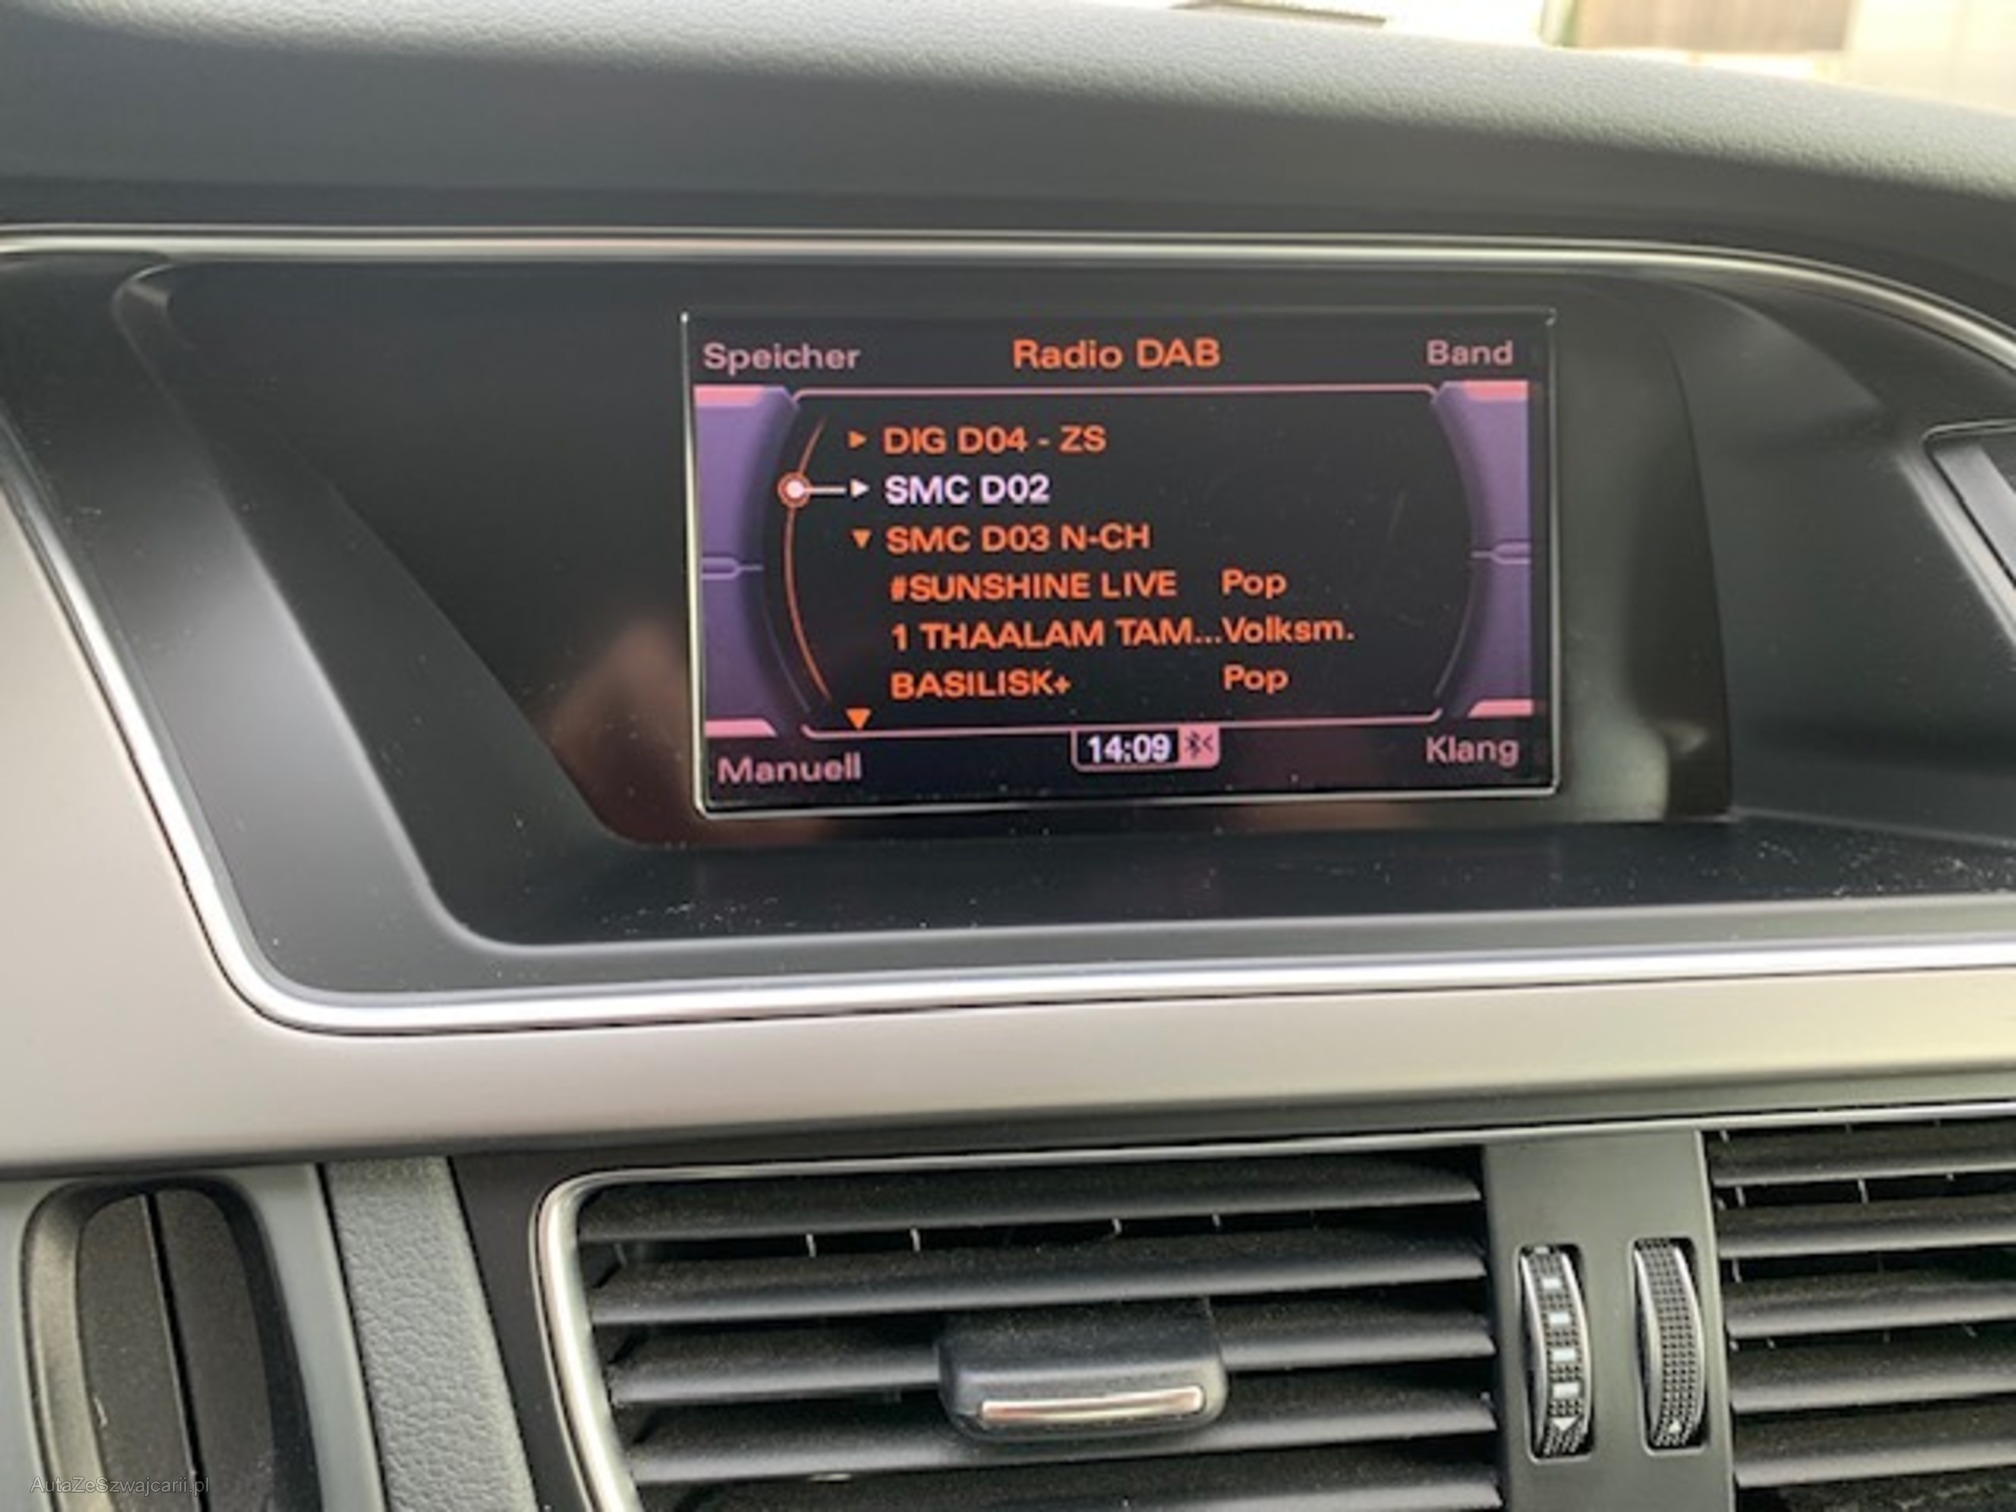 Speicher Radio DAB Band
DIG D04 - ZS
SMC D02
SMC D03 N-CH
#SUNSHINE LIVE Pop
1 THAALAM TAM... Volksm.
BASILISK+ Pop
Manuell 14:09 Klang
AutaZeSzwajcarii.pl